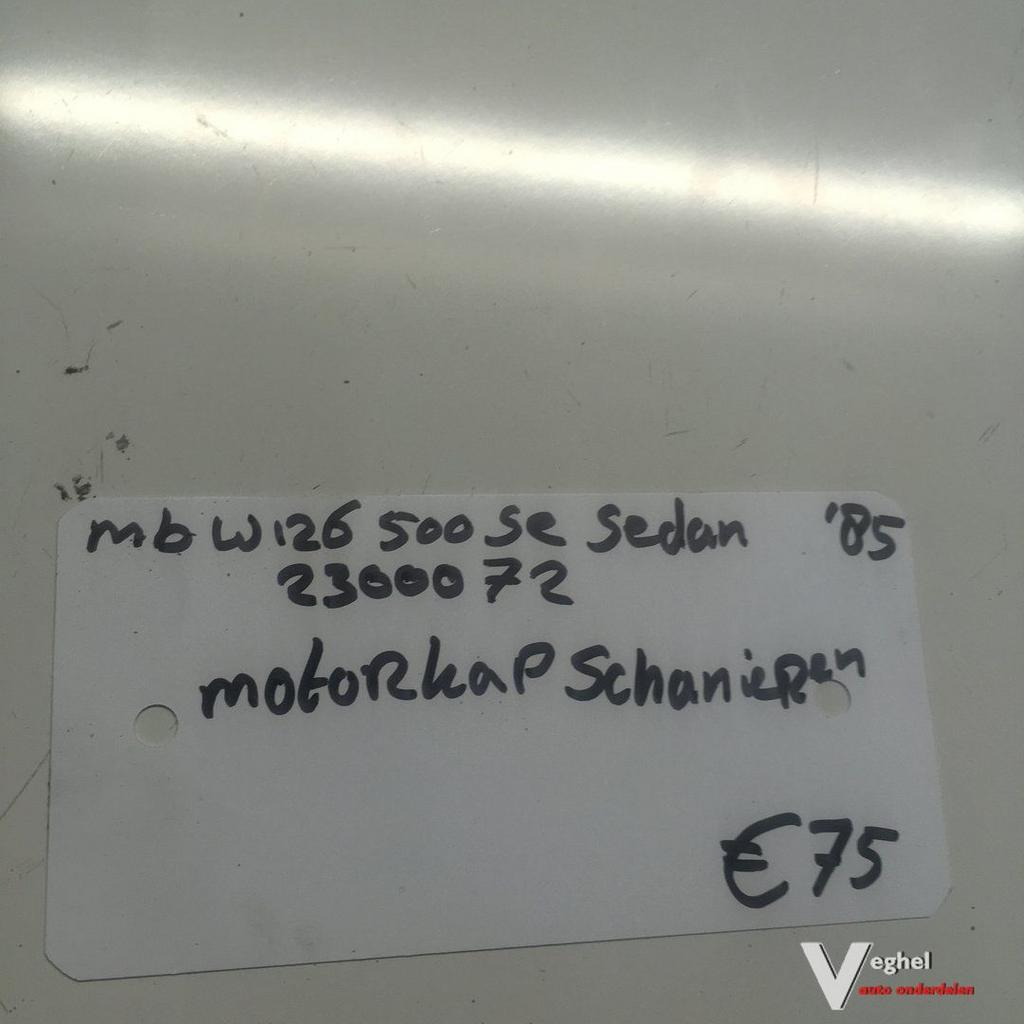 mb W126 500 SE Sedan '85
2300072
motorkap Schanieren
€75
Veghel
auto onderdelen